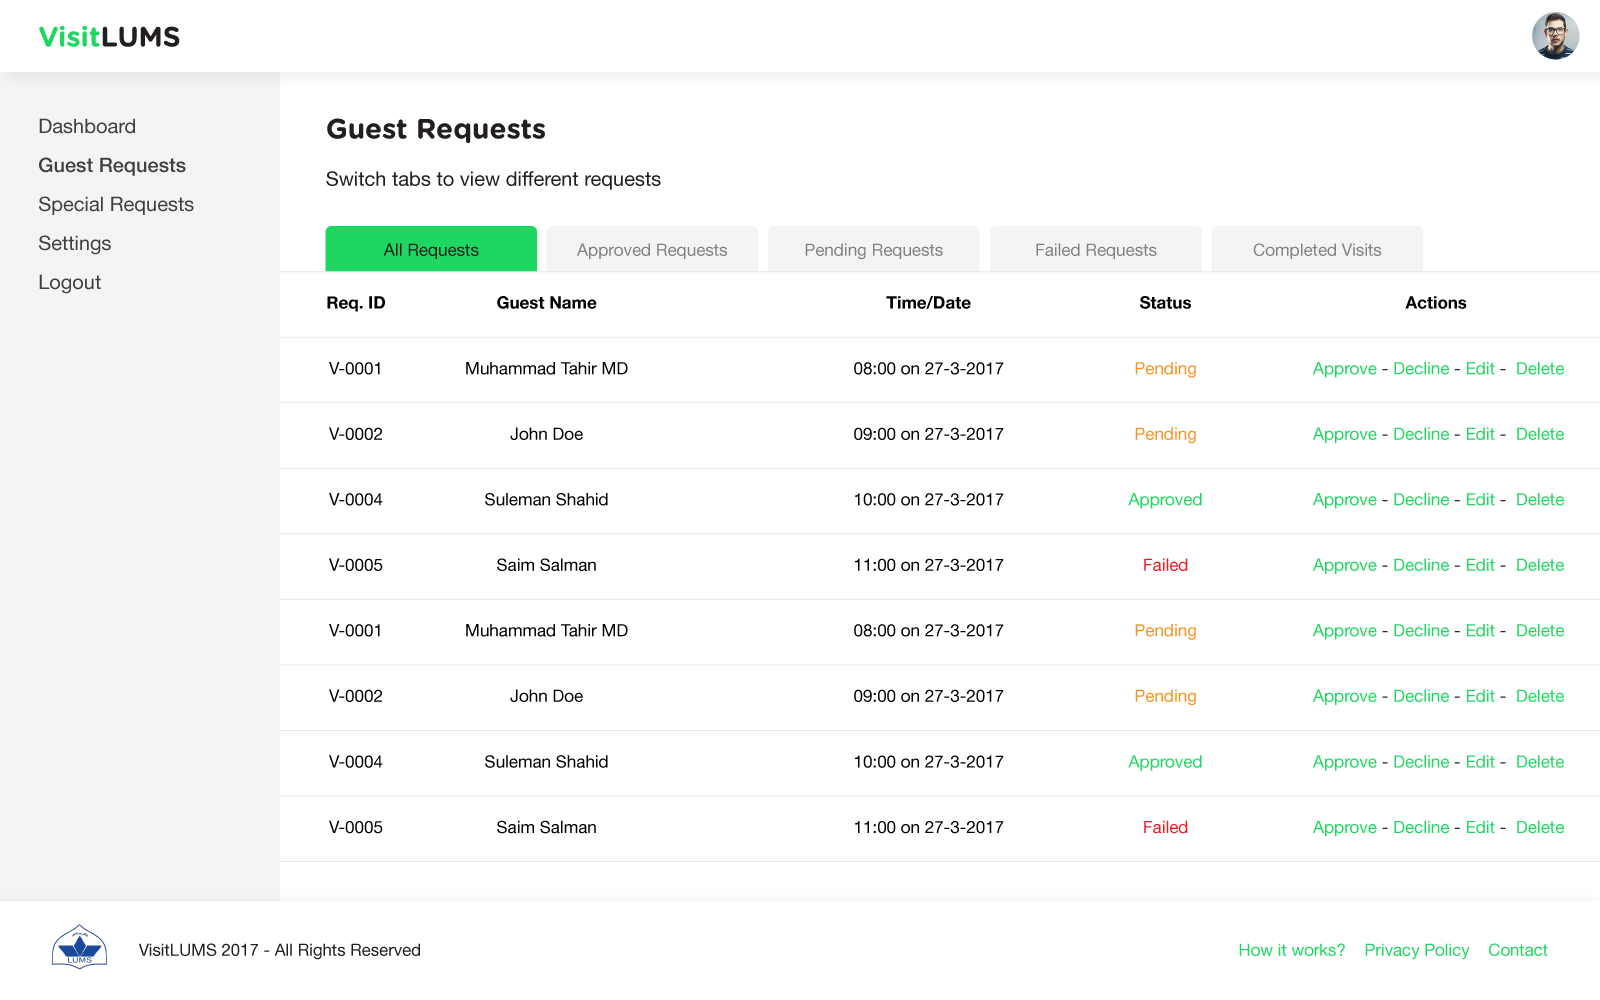 VisitLUMS
Dashboard
Guest Requests
Special Requests
Settings
Logout
Guest Requests
Switch tabs to view different requests
All Requests Approved Requests Pending Requests Failed Requests Completed Visits
Req. ID Guest Name Time/Date Status Actions
V-0001 Muhammad Tahir MD 08:00 on 27-3-2017 Pending Approve - Decline - Edit - Delete
V-0002 John Doe 09:00 on 27-3-2017 Pending Approve - Decline - Edit - Delete
V-0004 Suleman Shahid 10:00 on 27-3-2017 Approved Approve - Decline - Edit - Delete
V-0005 Saim Salman 11:00 on 27-3-2017 Failed Approve - Decline - Edit - Delete
V-0001 Muhammad Tahir MD 08:00 on 27-3-2017 Pending Approve - Decline - Edit - Delete
V-0002 John Doe 09:00 on 27-3-2017 Pending Approve - Decline - Edit - Delete
V-0004 Suleman Shahid 10:00 on 27-3-2017 Approved Approve - Decline - Edit - Delete
V-0005 Saim Salman 11:00 on 27-3-2017 Failed Approve - Decline - Edit - Delete
LUMS
VisitLUMS 2017 - All Rights Reserved
How it works? Privacy Policy Contact